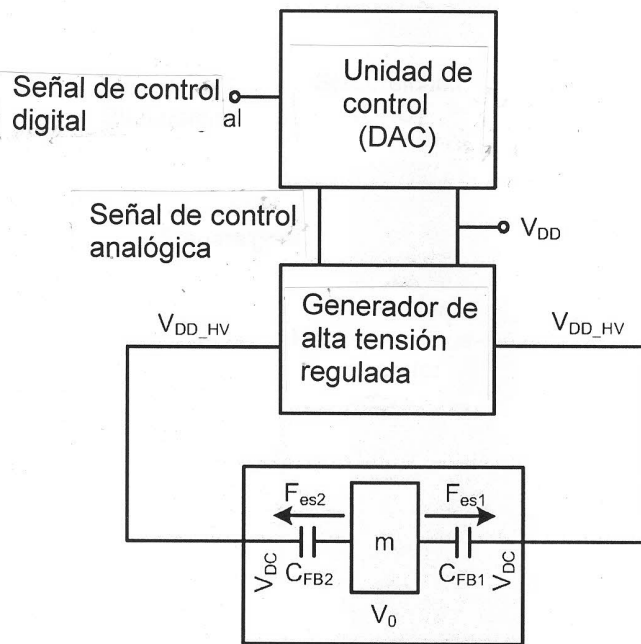 Señal de control
digital
al
Unidad de
control
(DAC)
Señal de control
analógica
V_DD
V_DD_HV
Generador de
alta tensión
regulada
V_DD_HV
F_es2
F_es1
m
V_DC
C_FB2
C_FB1
V_DC
V_0